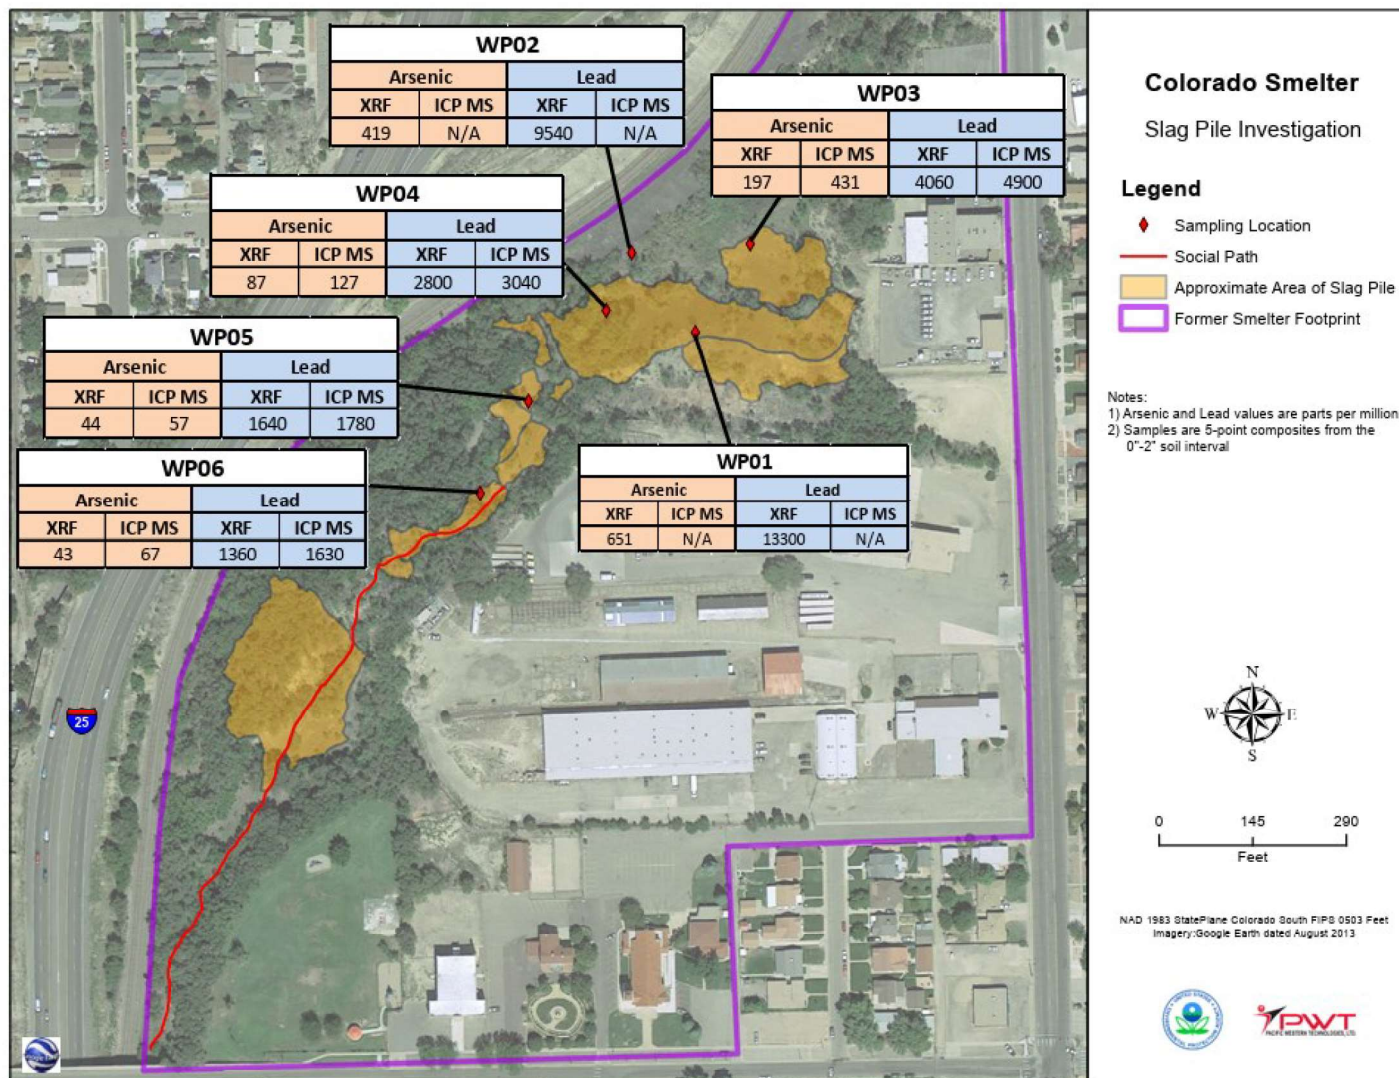 WP02
Arsenic Lead
XRF ICP MS XRF ICP MS
419 N/A 9540 N/A
WP03
Arsenic Lead
XRF ICP MS XRF ICP MS
197 431 4060 4900
WP04
Arsenic Lead
XRF ICP MS XRF ICP MS
87 127 2800 3040
WP05
Arsenic Lead
XRF ICP MS XRF ICP MS
44 57 1640 1780
WP06
Arsenic Lead
XRF ICP MS XRF ICP MS
43 67 1360 1630
WP01
Arsenic Lead
XRF ICP MS XRF ICP MS
651 N/A 13300 N/A
25
Colorado Smelter
Slag Pile Investigation
Legend
Sampling Location
Social Path
Approximate Area of Slag Pile
Former Smelter Footprint
Notes:
1) Arsenic and Lead values are parts per million
2) Samples are 5-point composites from the
0"-2" soil interval
N
W E
S
0 145 290
Feet
NAD 1983 StatePlane Colorado South FIPS 0503 Feet
Imagery:Google Earth dated August 2013
PWT
PACIFIC WESTERN TECHNOLOGIES, LTD.